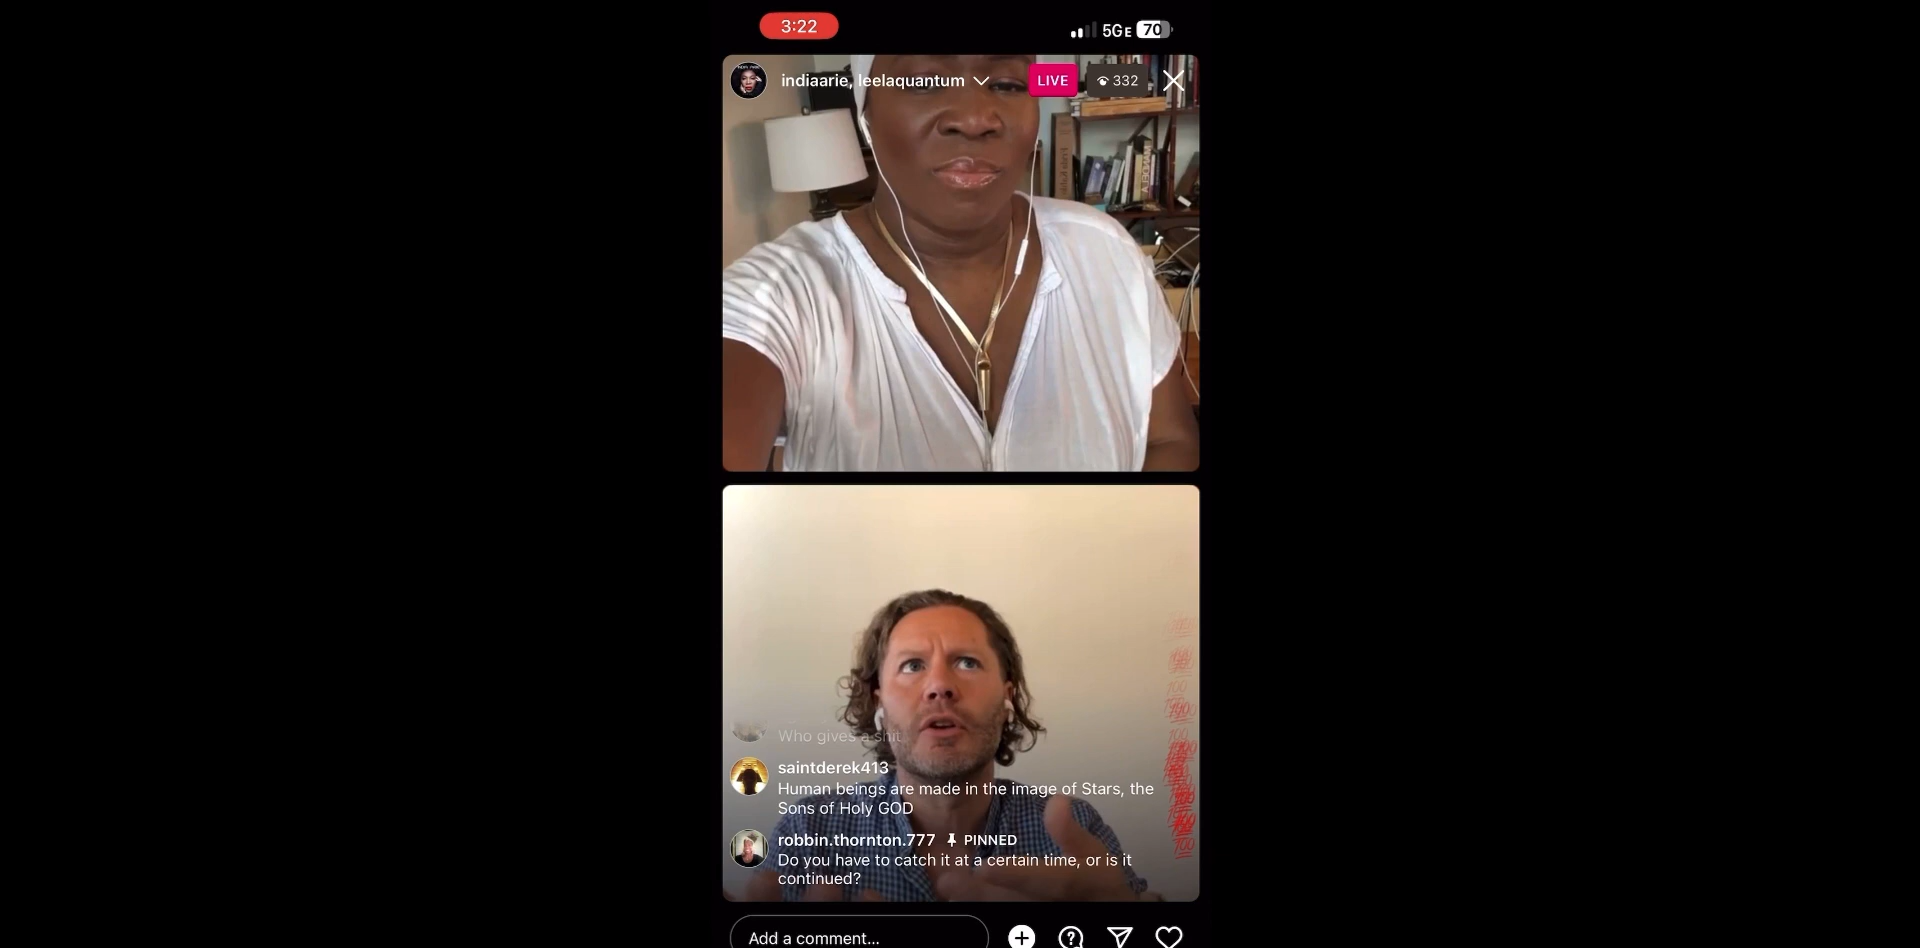 3:22
5GE 70
indiaarie, leelaquantum
LIVE
332
Who gives a shit
saintderek413
Human beings are made in the image of Stars, the
Sons of Holy GOD
robbin.thornton.777 PINNED
Do you have to catch it at a certain time, or is it
continued?
Add a comment...